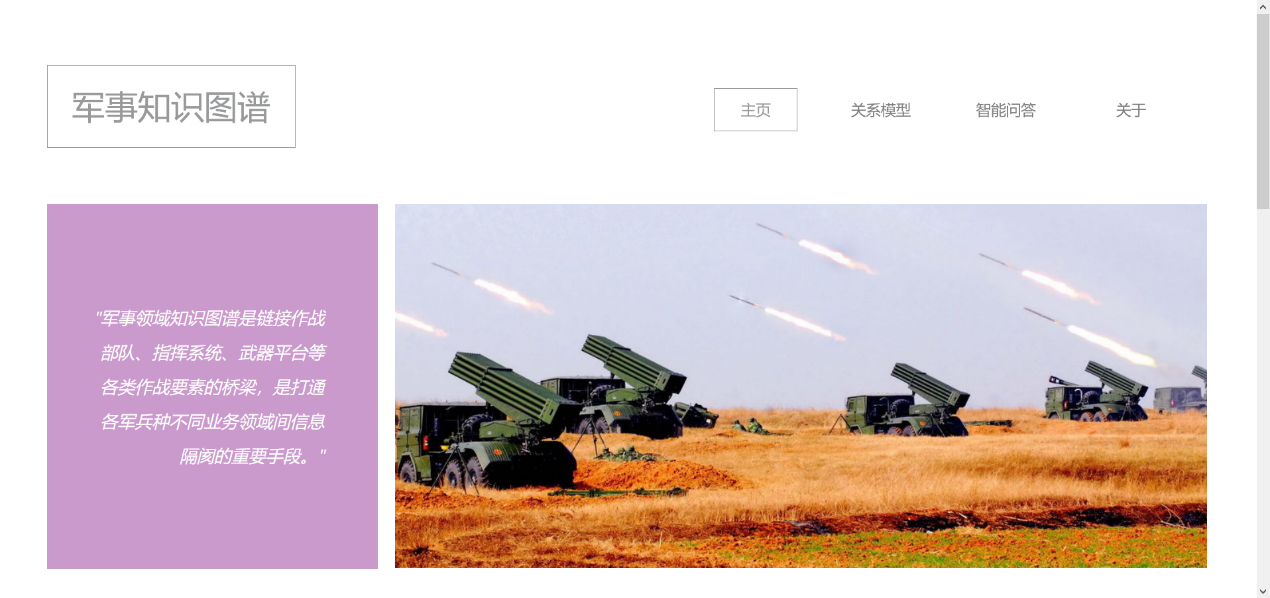 军事知识图谱
主页
关系模型
智能问答
关于
"军事领域知识图谱是链接作战
部队、指挥系统、武器平台等
各类作战要素的桥梁，是打通
各军兵种不同业务领域间信息
隔阂的重要手段。"